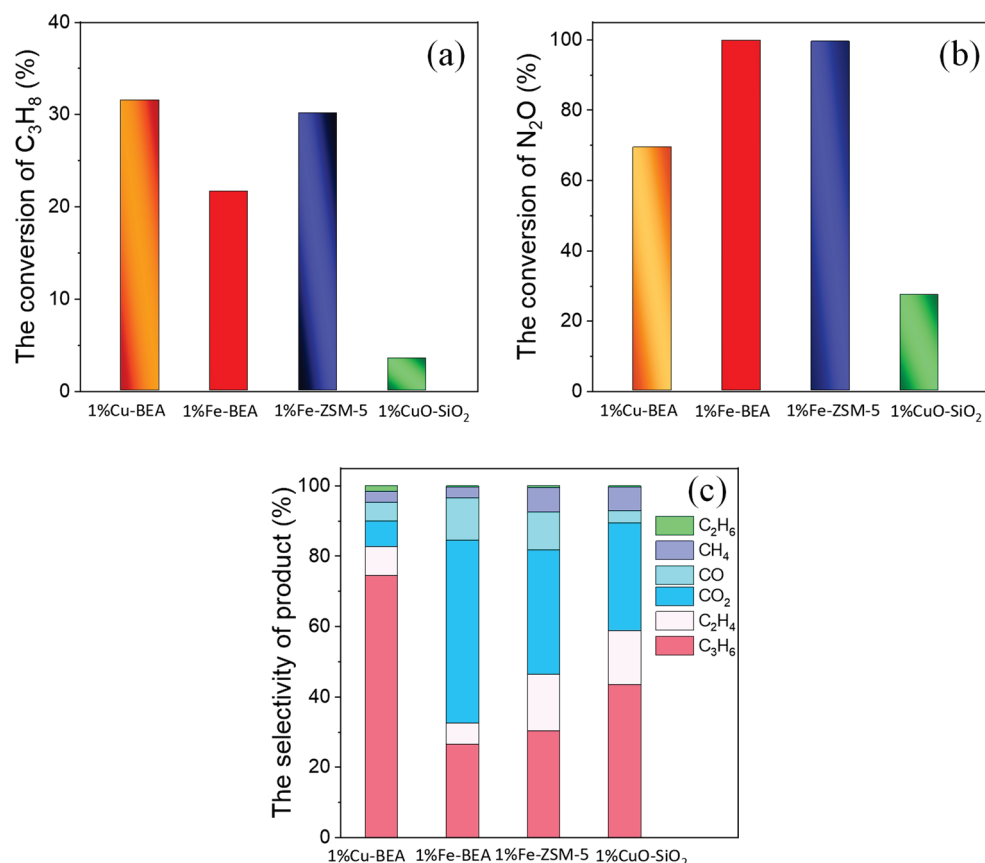 The conversion of C₃H₈ (%)
40
30
20
10
0
(a)
1%Cu-BEA 1%Fe-BEA 1%Fe-ZSM-5 1%CuO-SiO₂
The conversion of N₂O (%)
100
80
60
40
20
0
(b)
1%Cu-BEA 1%Fe-BEA 1%Fe-ZSM-5 1%CuO-SiO₂
The selectivity of product (%)
100
80
60
40
20
0
(c)
C₂H₆
CH₄
CO
CO₂
C₂H₄
C₃H₆
1%Cu-BEA 1%Fe-BEA 1%Fe-ZSM-5 1%CuO-SiO₂